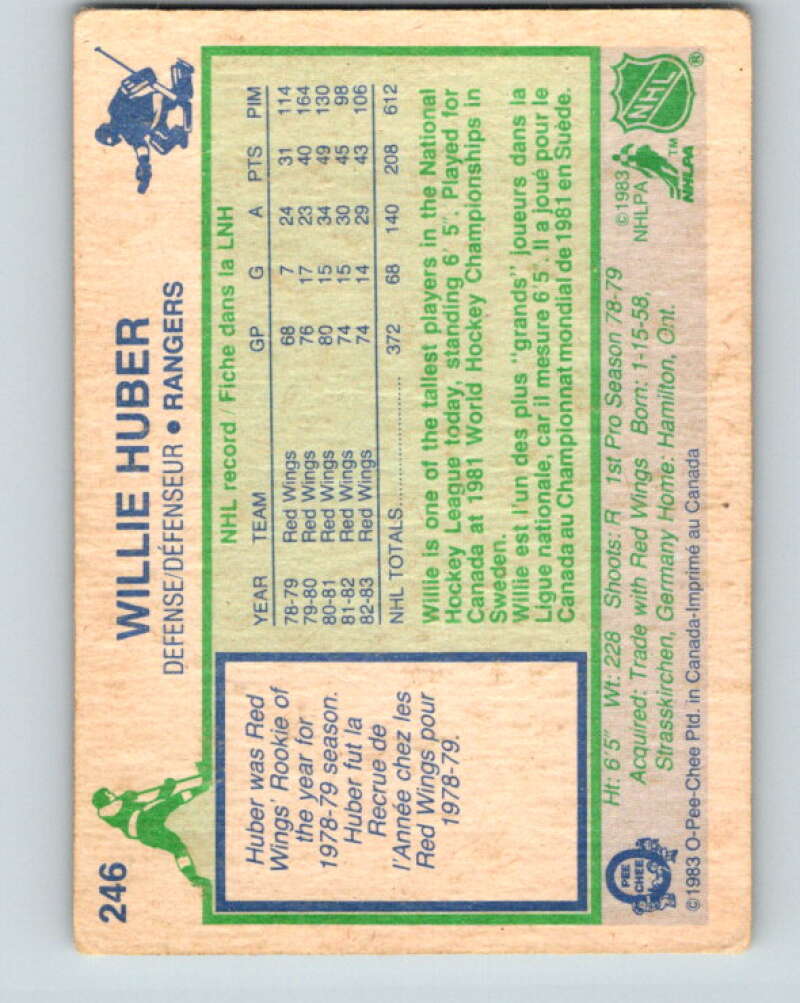 246
WILLIE HUBER
DEFENSE/DÉFENSEUR • RANGERS
Huber was Red
Wings' Rookie of
the year for
1978-79 season.
Huber fut la
Recrue de
l'Année chez les
Red Wings pour
1978-79.
NHL record / Fiche dans la LNH
YEAR TEAM GP G A PTS PIM
78-79 Red Wings 68 7 24 31 114
79-80 Red Wings 76 17 23 40 164
80-81 Red Wings 80 15 34 49 130
81-82 Red Wings 74 15 30 45 98
82-83 Red Wings 74 14 29 43 106
NHL TOTALS.................... 372 68 140 208 612
Willie is one of the tallest players in the National
Hockey League today, standing 6' 5". Played for
Canada at 1981 World Hockey Championships in
Sweden.
Willie est l'un des plus "grands" joueurs dans la
Ligue nationale, car il mesure 6'5". Il a joué pour le
Canada au Championnat mondial de 1981 en Suède.
Ht: 6'5" Wt: 228 Shoots: R 1st Pro Season 78-79
Acquired: Trade with Red Wings Born: 1-15-58,
Strasskirchen, Germany Home: Hamilton, Ont.
©1983 O-Pee-Chee Ptd. in Canada-Imprimé au Canada
O
PEE
CHEE
©1983
NHLPA
NHL
®
TM
NHLPA